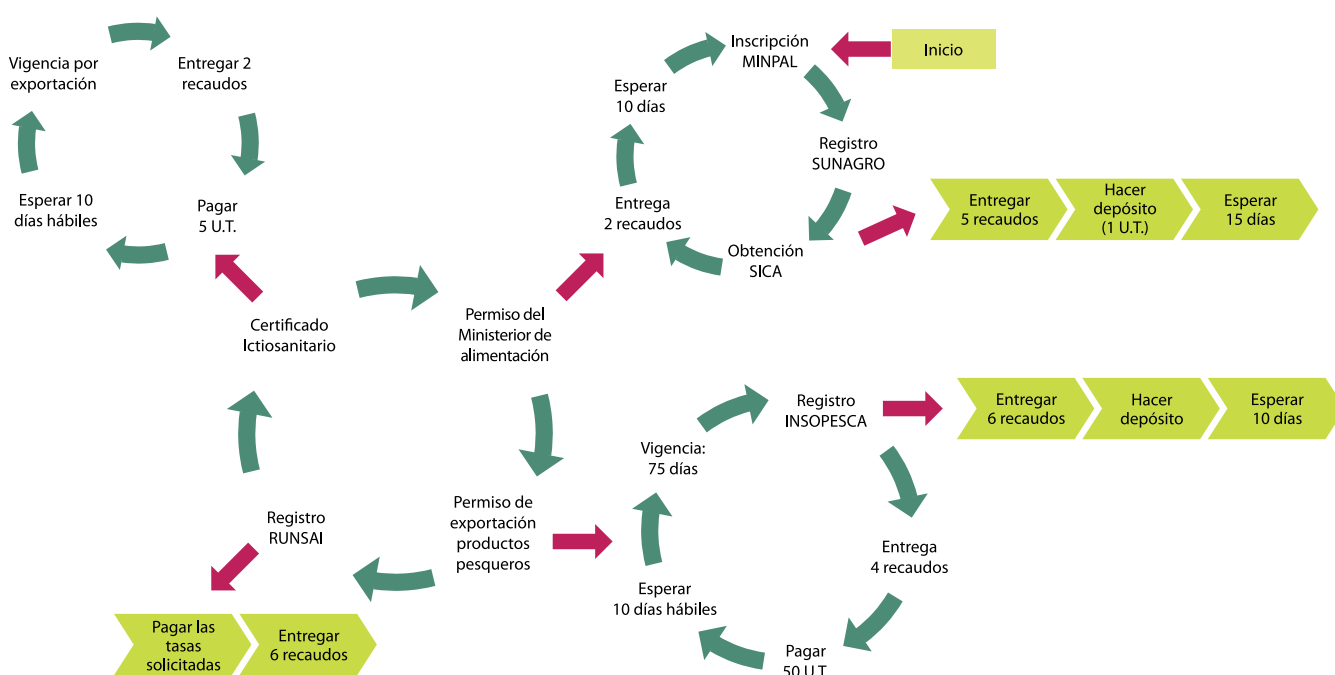 Vigencia por
exportación
Entregar 2
recaudos
Esperar 10
días hábiles
Pagar
5 U.T.
Certificado
Ictiosanitario
Inscripción
MINPAL
Inicio
Esperar
10 días
Registro
SUNAGRO
Entrega
2 recaudos
Obtención
SICA
Entregar
5 recaudos
Hacer
depósito
(1 U.T.)
Esperar
15 días
Permiso del
Ministerior de
alimentación
Registro
INSOPESCA
Entregar
6 recaudos
Hacer
depósito
Esperar
10 días
Vigencia:
75 días
Permiso de
exportación
productos
pesqueros
Registro
RUNSAI
Entrega
4 recaudos
Esperar
10 días hábiles
Pagar
50 U.T.
Pagar las
tasas
solicitadas
Entregar
6 recaudos